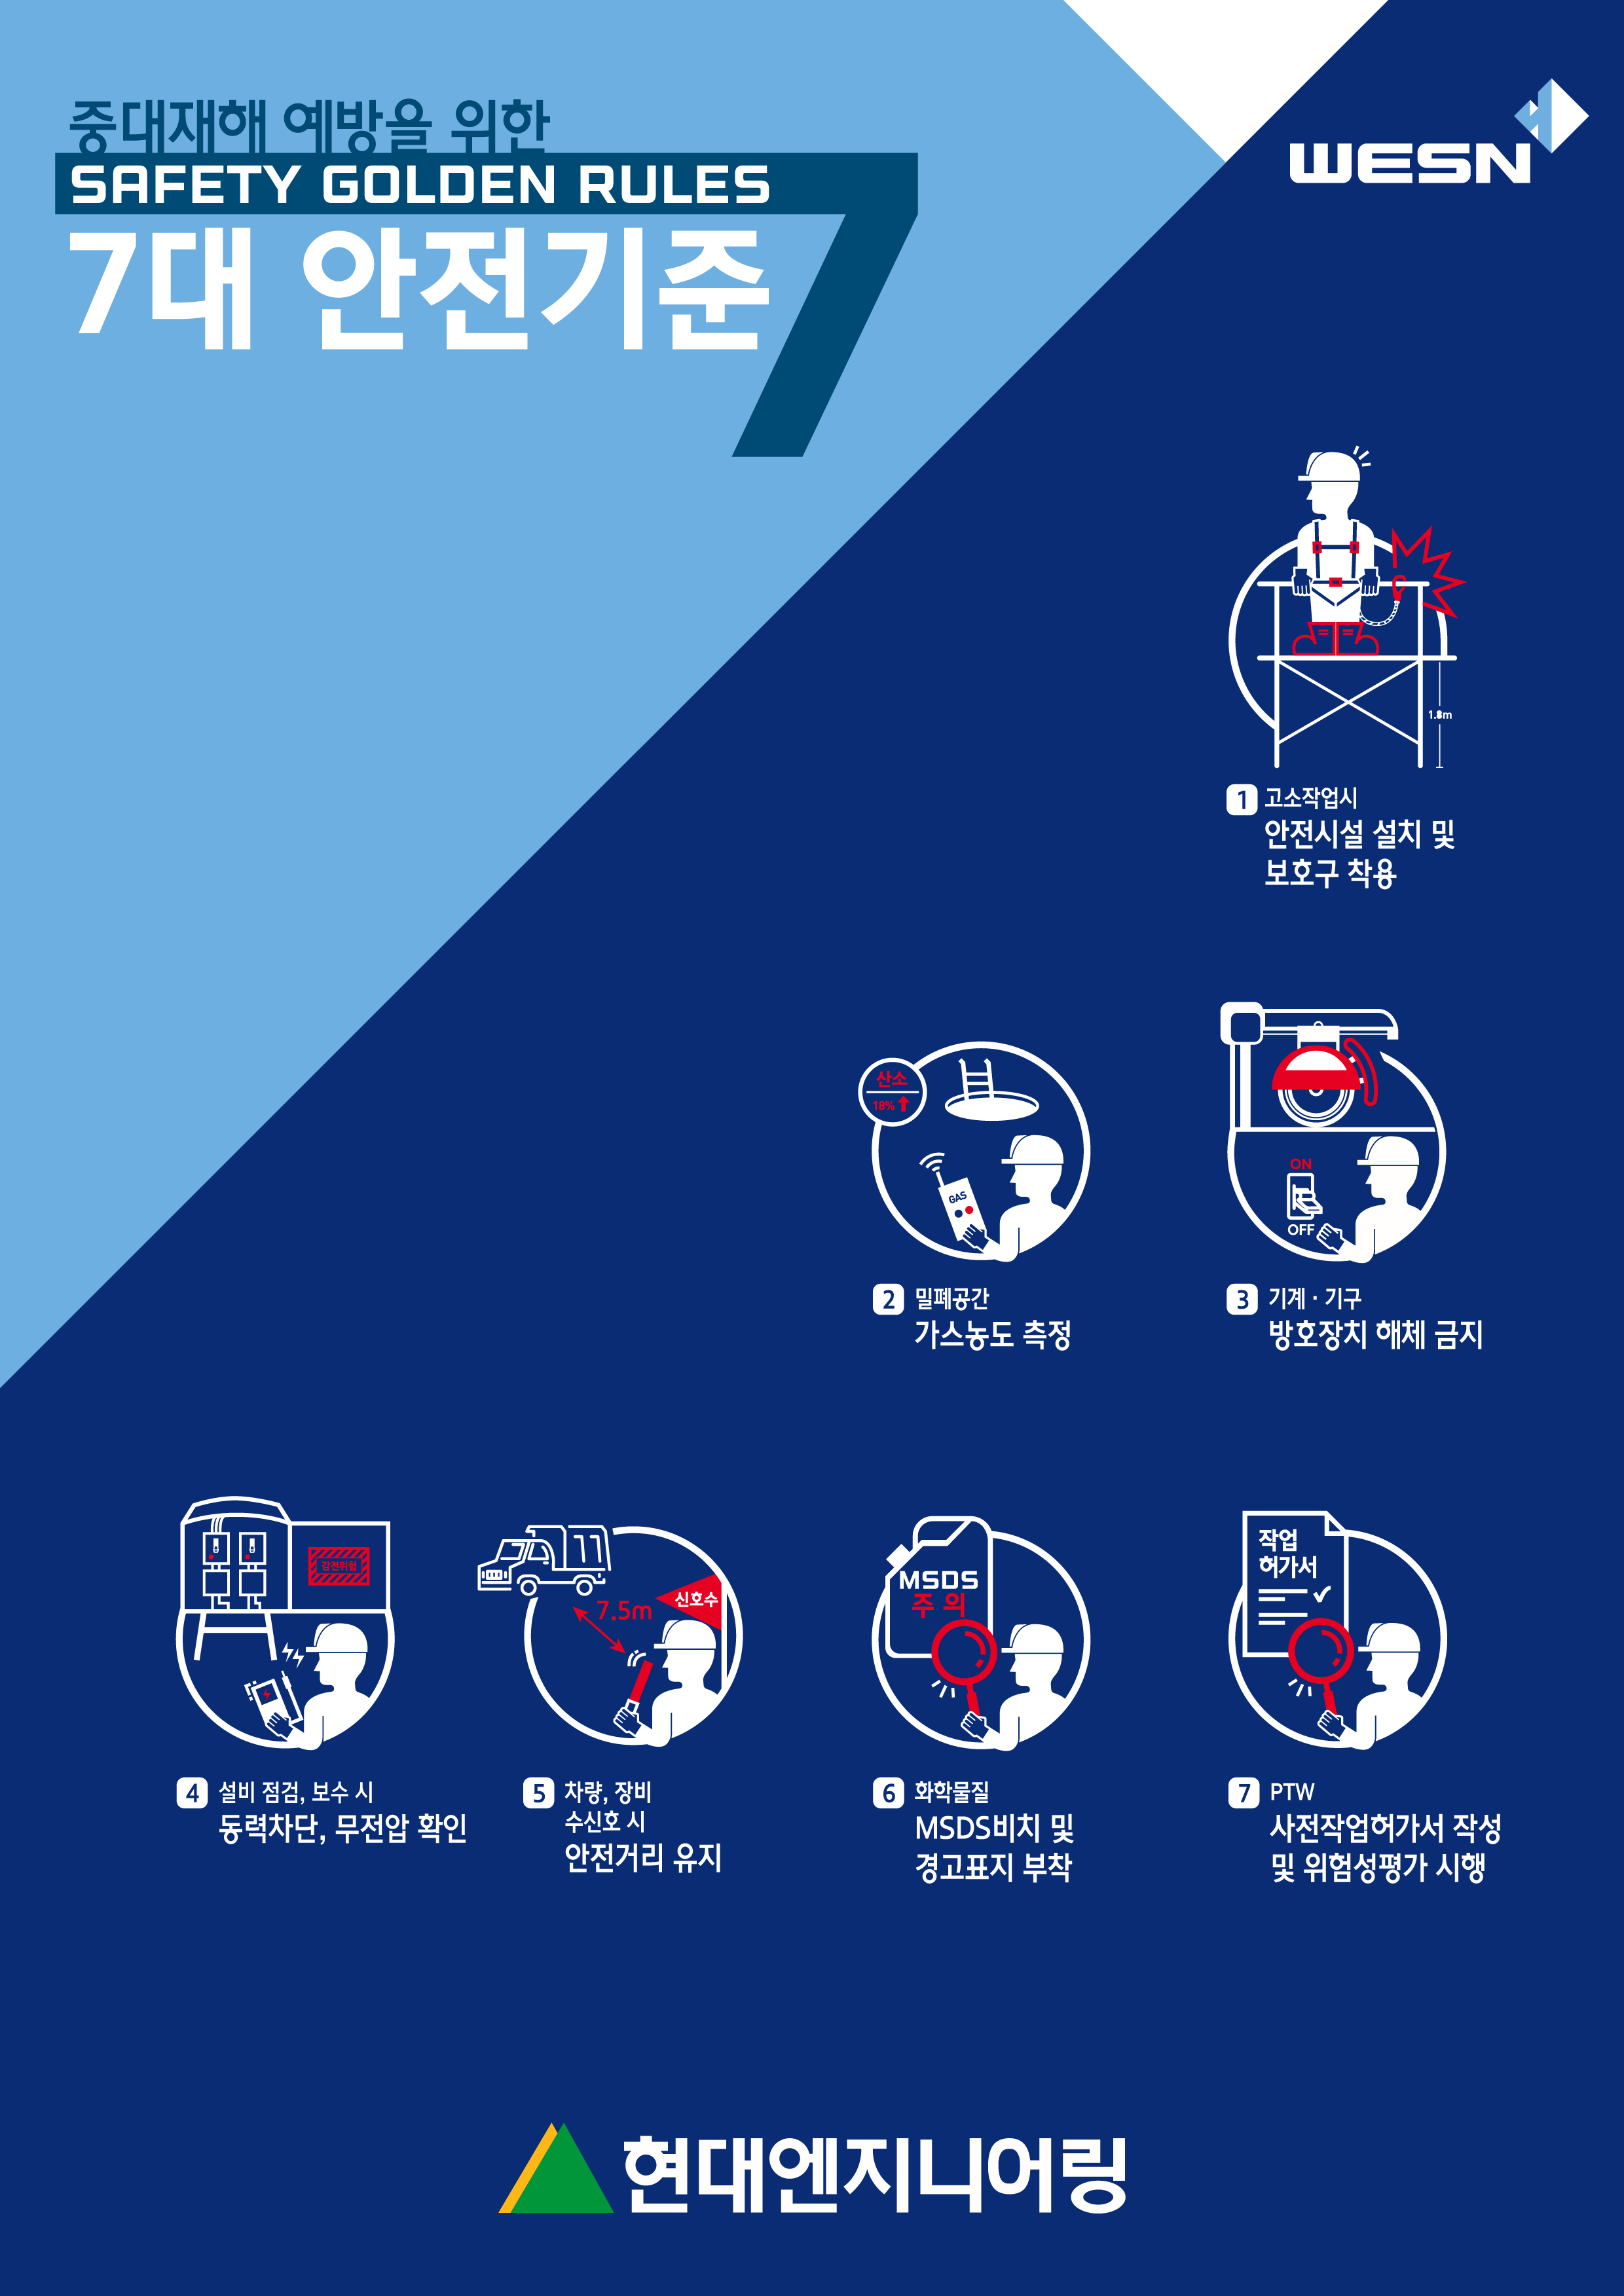 중대재해 예방을 위한
SAFETY GOLDEN RULES
7대 안전기준
7
WESN
1.8m
1 고소작업시
안전시설 설치 및
보호구 착용
산소
18%
GAS
2 밀폐공간
가스농도 측정
ON
OFF
3 기계 · 기구
방호장치 해체 금지
감전위험
4 설비 점검, 보수 시
동력차단, 무전압 확인
7.5m
신호수
5 차량, 장비
수신호 시
안전거리 유지
MSDS
주 의
6 화학물질
MSDS비치 및
경고표지 부착
작업
허가서
7 PTW
사전작업허가서 작성
및 위험성평가 시행
현대엔지니어링